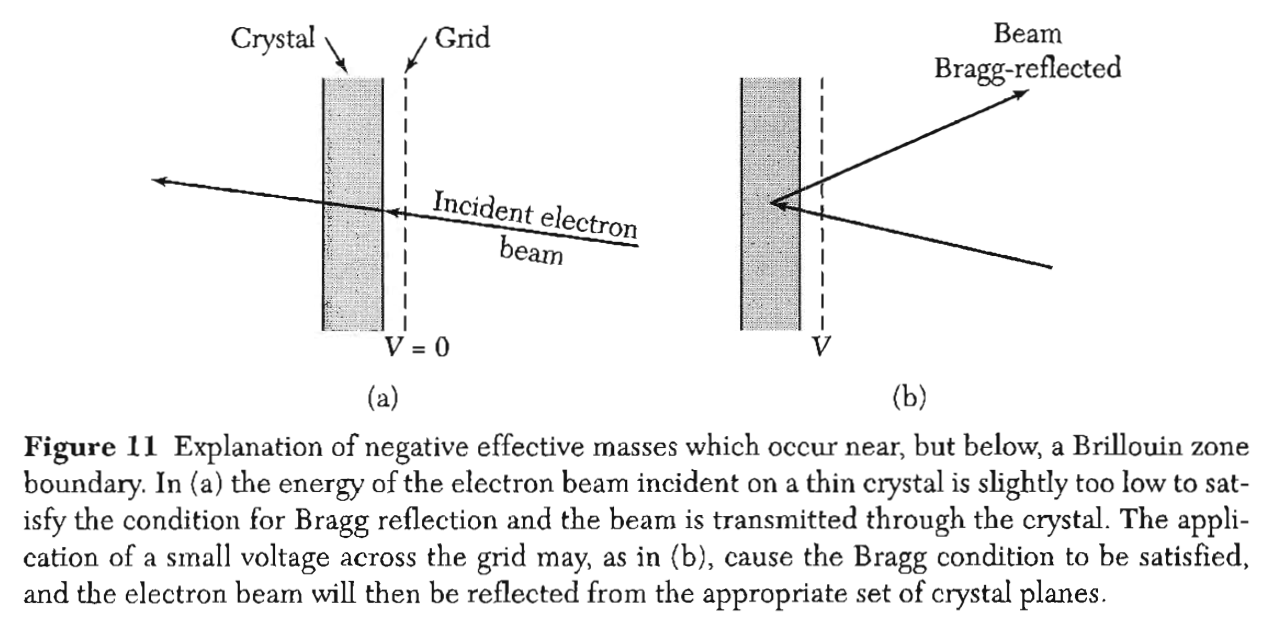 Crystal
Grid
Incident electron
beam
V = 0
(a)
Beam
Bragg-reflected
V
(b)
Figure 11 Explanation of negative effective masses which occur near, but below, a Brillouin zone
boundary. In (a) the energy of the electron beam incident on a thin crystal is slightly too low to sat-
isfy the condition for Bragg reflection and the beam is transmitted through the crystal. The appli-
cation of a small voltage across the grid may, as in (b), cause the Bragg condition to be satisfied,
and the electron beam will then be reflected from the appropriate set of crystal planes.